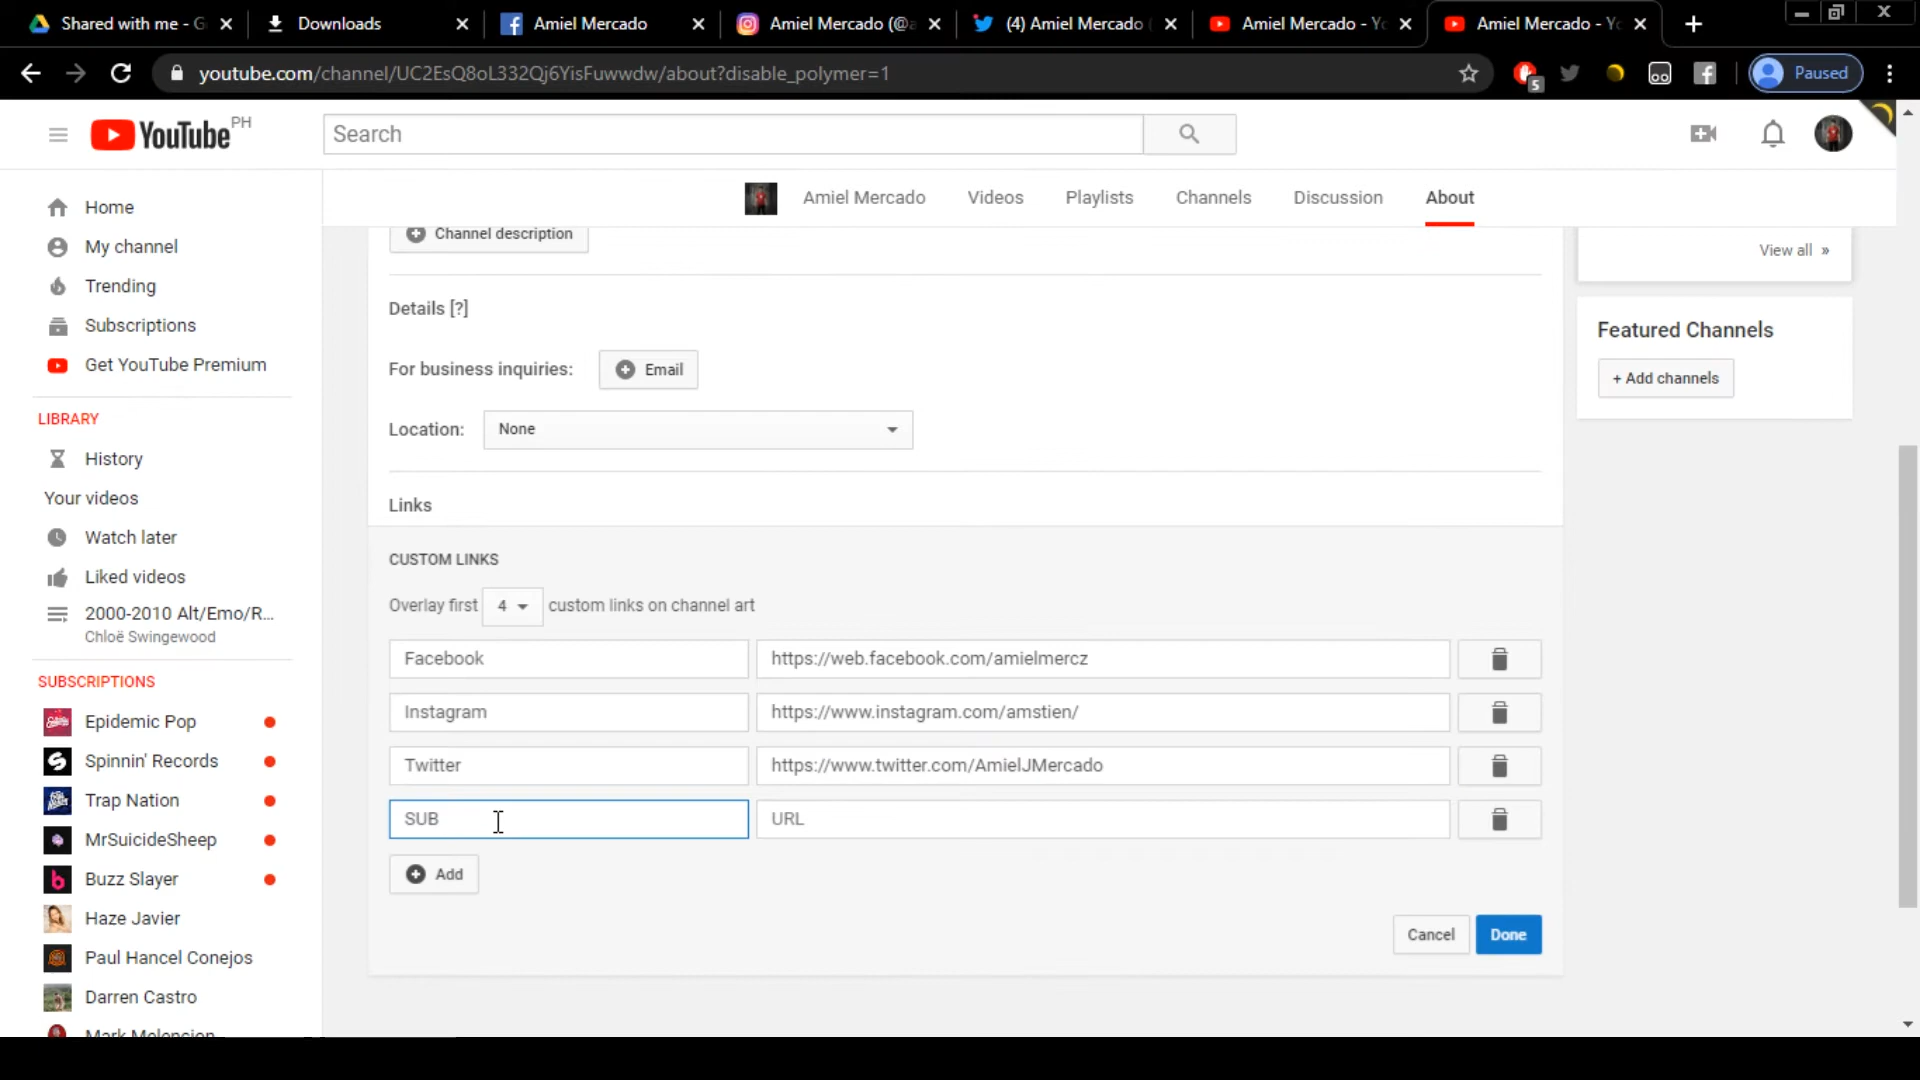 Shared with me - G
Downloads
Amiel Mercado
Amiel Mercado (@a
(4) Amiel Mercado (
Amiel Mercado - Yo
Amiel Mercado - Yo
youtube.com/channel/UC2EsQ8oL332Qj6YisFuwwdw/about?disable_polymer=1
5
Paused
YouTube PH
Search
Amiel Mercado
Videos
Playlists
Channels
Discussion
About
Home
My channel
Trending
Subscriptions
Get YouTube Premium
LIBRARY
History
Your videos
Watch later
Liked videos
2000-2010 Alt/Emo/R...
Chloë Swingewood
SUBSCRIPTIONS
Epidemic Pop
Spinnin' Records
Trap Nation
MrSuicideSheep
Buzz Slayer
Haze Javier
Paul Hancel Conejos
Darren Castro
Mark Melension
Channel description
Details [?]
For business inquiries:
Email
Location:
None
Links
CUSTOM LINKS
Overlay first 4 custom links on channel art
Facebook
https://web.facebook.com/amielmercz
Instagram
https://www.instagram.com/amstien/
Twitter
https://www.twitter.com/AmielJMercado
SUB
URL
Add
Cancel
Done
View all »
Featured Channels
+ Add channels